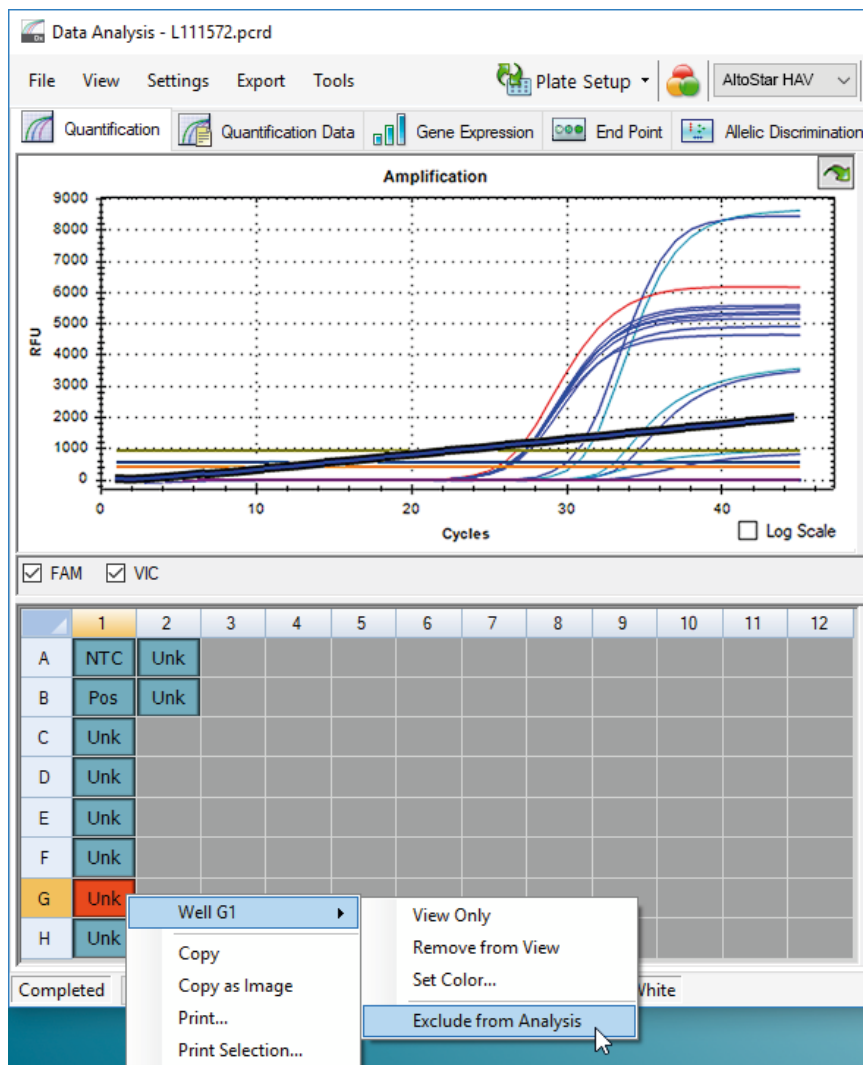 Data Analysis - L111572.pcrd
File View Settings Export Tools Plate Setup AltoStar HAV
Quantification Quantification Data Gene Expression End Point Allelic Discrimination
Amplification
9000
8000
7000
6000
5000
4000
3000
2000
1000
0
RFU
0 10 20 30 40
Cycles
Log Scale
FAM VIC
1 2 3 4 5 6 7 8 9 10 11 12
A NTC Unk
B Pos Unk
C Unk
D Unk
E Unk
F Unk
G Unk
H Unk
Well G1
Copy
Copy as Image
Print...
Print Selection...
View Only
Remove from View
Set Color...
Exclude from Analysis
Completed